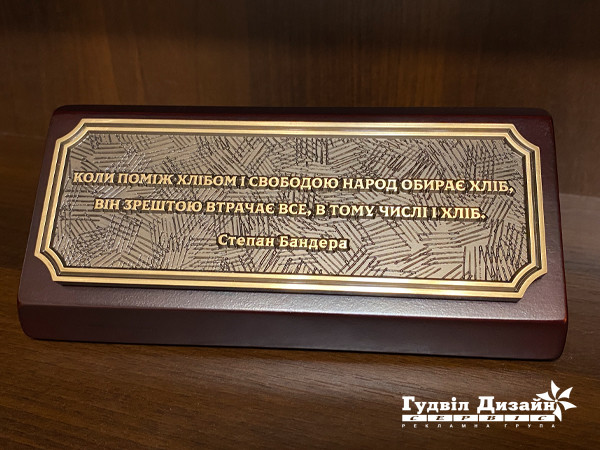 КОЛИ ПОМІЖ ХЛІБОМ І СВОБОДОЮ НАРОД ОБИРАЄ ХЛІБ,
ВІН ЗРЕШТОЮ ВТРАЧАЄ ВСЕ, В ТОМУ ЧИСЛІ І ХЛІБ.
Степан Бандера
Гудвіл Дизайн
СЕРВІС
РЕКЛАМНА ГРУПА